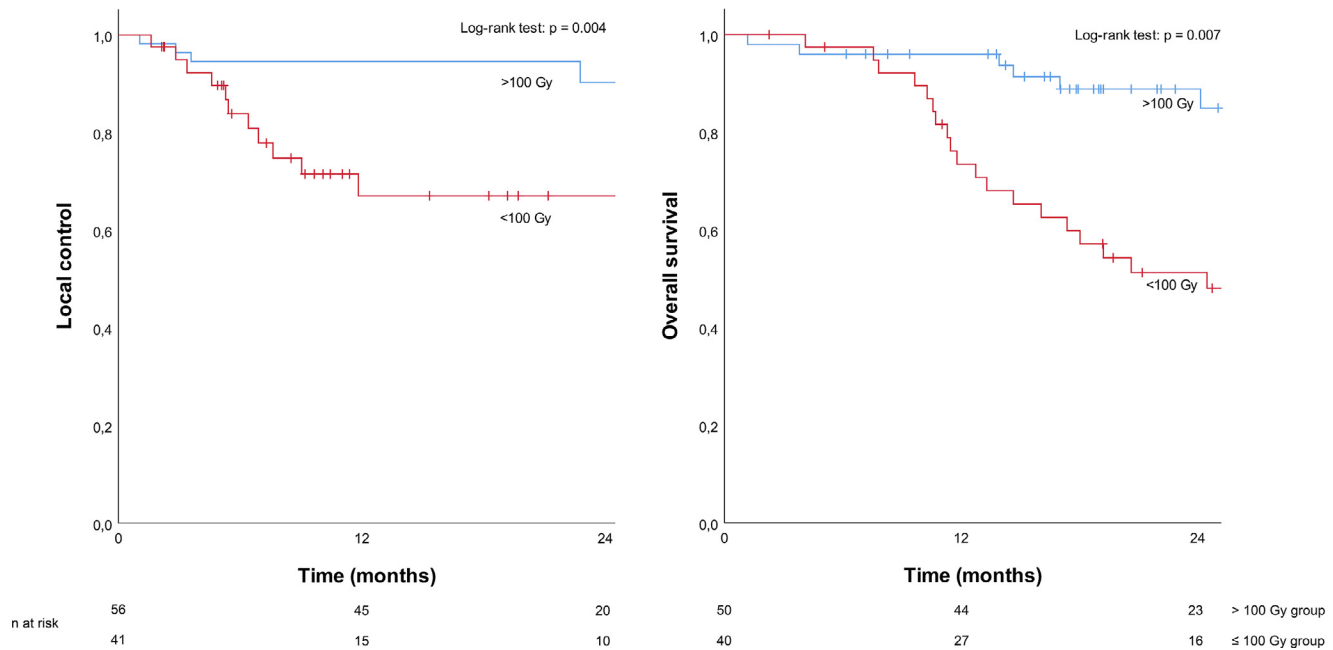 Log-rank test: p = 0.004
1,0
>100 Gy
0,8
<100 Gy
0,6
0,4
0,2
0,0
Local control
0 12 24
Time (months)
Log-rank test: p = 0.007
1,0
>100 Gy
0,8
0,6
<100 Gy
0,4
0,2
0,0
Overall survival
0 12 24
Time (months)
n at risk
56 45 20 50 44 23 > 100 Gy group
41 15 10 40 27 16 ≤ 100 Gy group